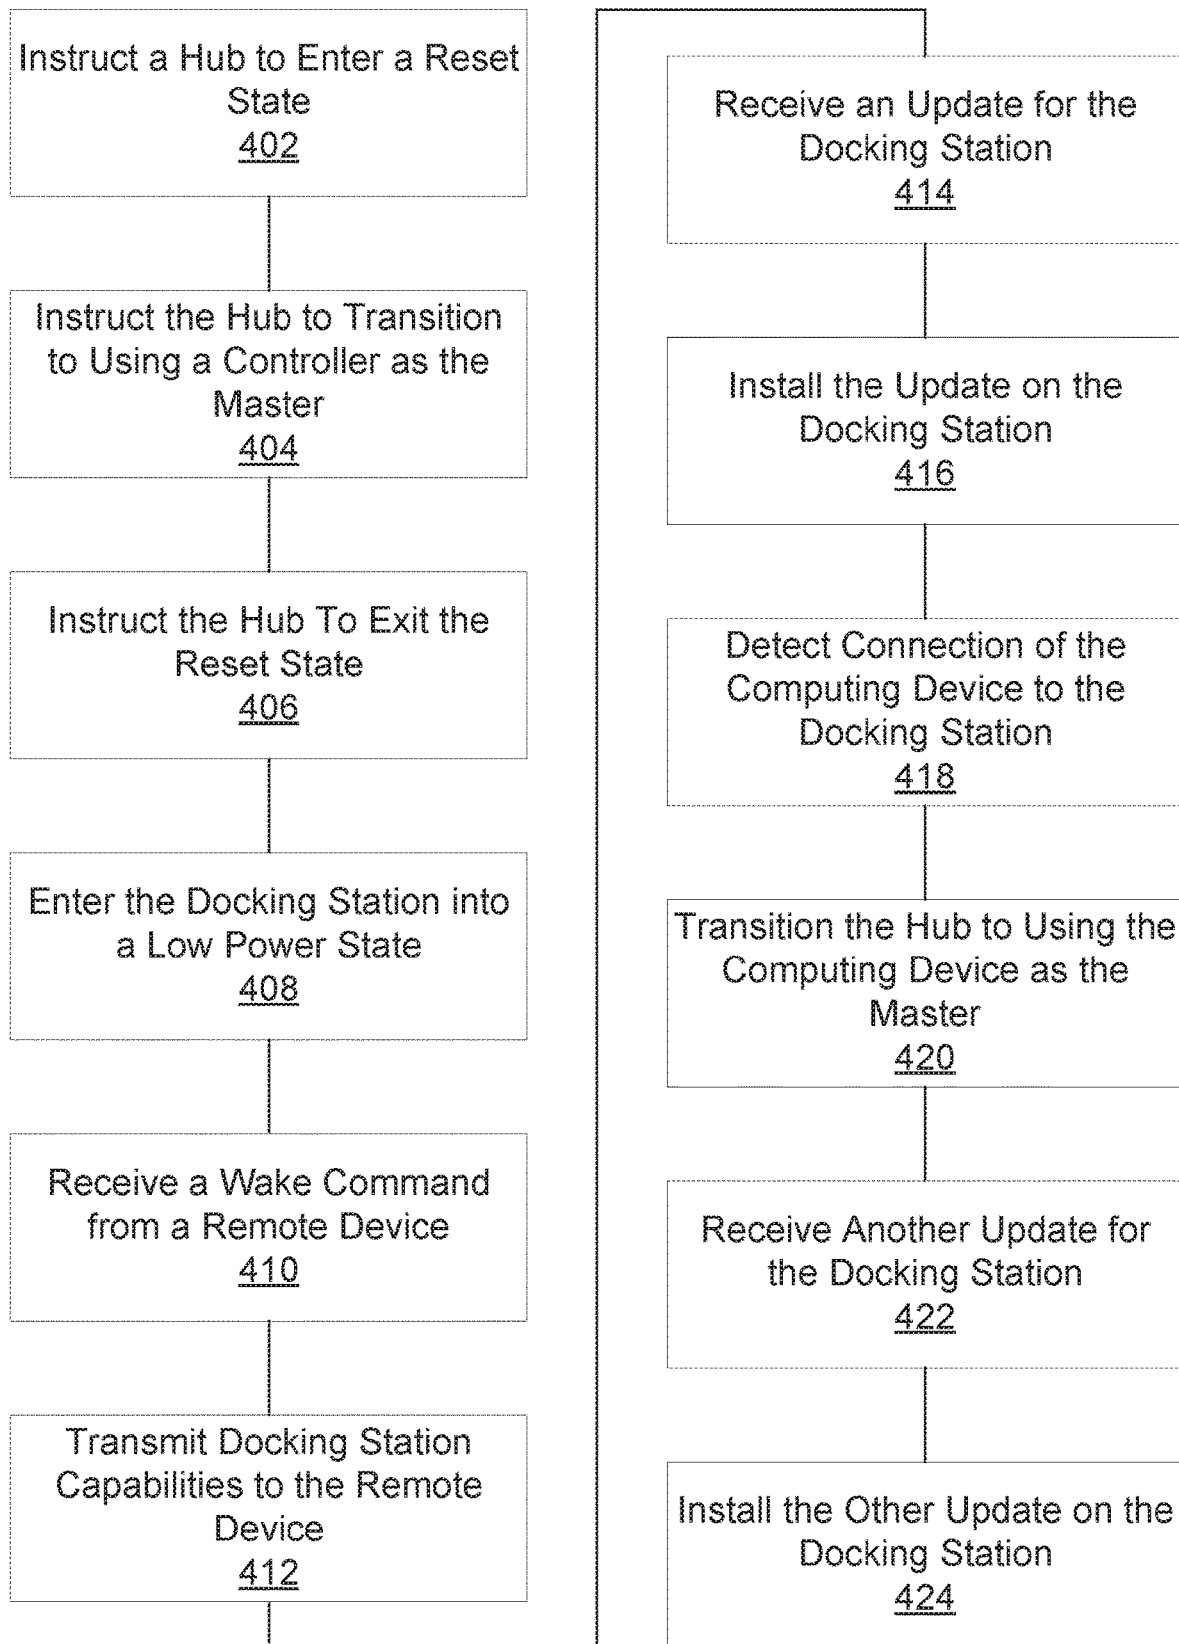 Instruct a Hub to Enter a Reset
State
402
Instruct the Hub to Transition
to Using a Controller as the
Master
404
Instruct the Hub To Exit the
Reset State
406
Enter the Docking Station into
a Low Power State
408
Receive a Wake Command
from a Remote Device
410
Transmit Docking Station
Capabilities to the Remote
Device
412
Receive an Update for the
Docking Station
414
Install the Update on the
Docking Station
416
Detect Connection of the
Computing Device to the
Docking Station
418
Transition the Hub to Using the
Computing Device as the
Master
420
Receive Another Update for
the Docking Station
422
Install the Other Update on the
Docking Station
424